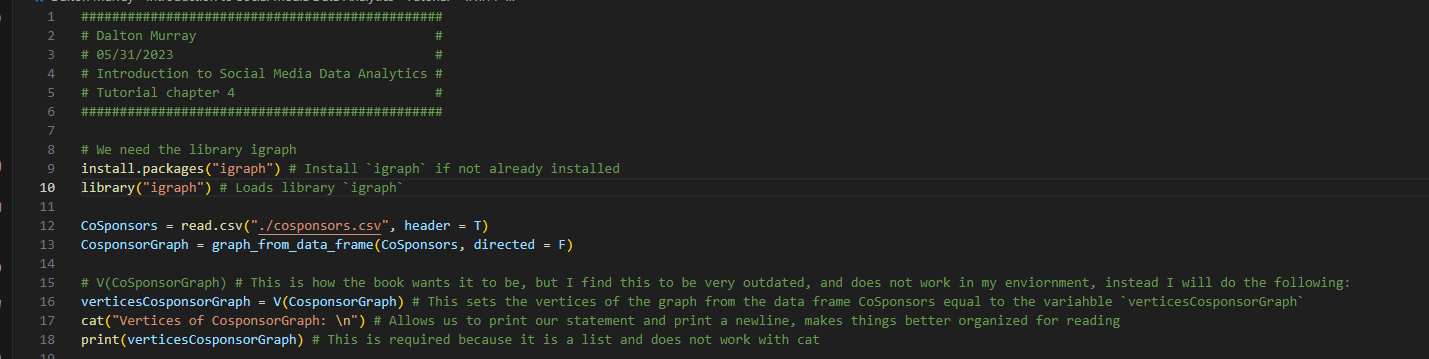 1 ###############################################
2 # Dalton Murray #
3 # 05/31/2023 #
4 # Introduction to Social Media Data Analytics #
5 # Tutorial chapter 4 #
6 ###############################################
7
8 # We need the library igraph
9 install.packages("igraph") # Install `igraph` if not already installed
10 library("igraph") # Loads library `igraph`
11
12 CoSponsors = read.csv("./cosponsors.csv", header = T)
13 CosponsorGraph = graph_from_data_frame(CoSponsors, directed = F)
14
15 # V(CoSponsorGraph) # This is how the book wants it to be, but I find this to be very outdated, and does not work in my enviornment, instead I will do the following:
16 verticesCosponsorGraph = V(CosponsorGraph) # This sets the vertices of the graph from the data frame CoSponsors equal to the variahble `verticesCosponsorGraph`
17 cat("Vertices of CosponsorGraph: \n") # Allows us to print our statement and print a newline, makes things better organized for reading
18 print(verticesCosponsorGraph) # This is required because it is a list and does not work with cat